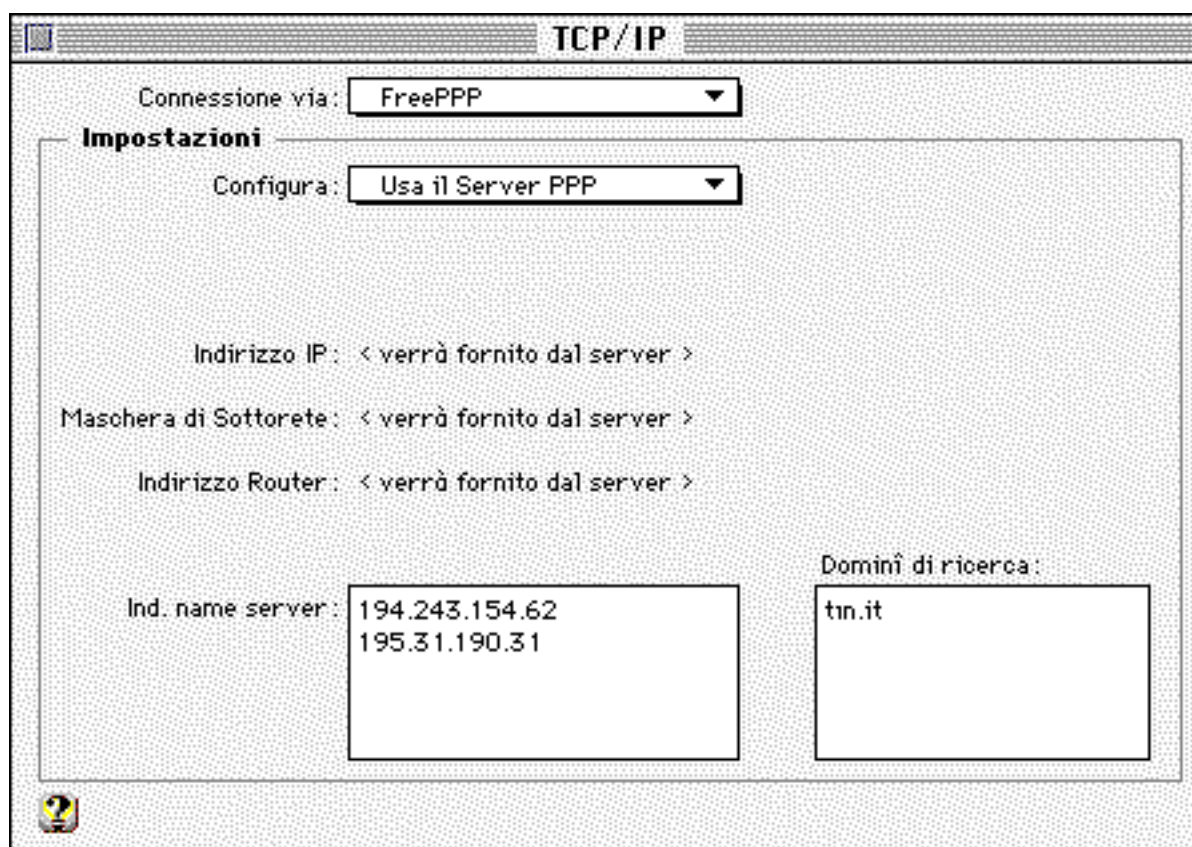 TCP/IP
Connessione via: FreePPP
Impostazioni
Configura: Usa il Server PPP
Indirizzo IP: < verrà fornito dal server >
Maschera di Sottorete: < verrà fornito dal server >
Indirizzo Router: < verrà fornito dal server >
Dominî di ricerca:
Ind. name server: 194.243.154.62 tin.it
195.31.190.31
?